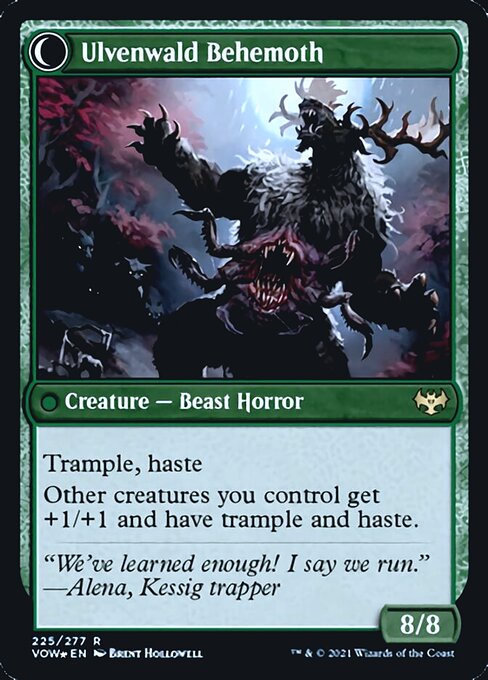 Ulvenwald Behemoth
Creature — Beast Horror
Trample, haste
Other creatures you control get
+1/+1 and have trample and haste.
“We’ve learned enough! I say we run.”
—Alena, Kessig trapper
8/8
225/277 R
VOW★EN Brent Hollowell
™ & © 2021 Wizards of the Coast